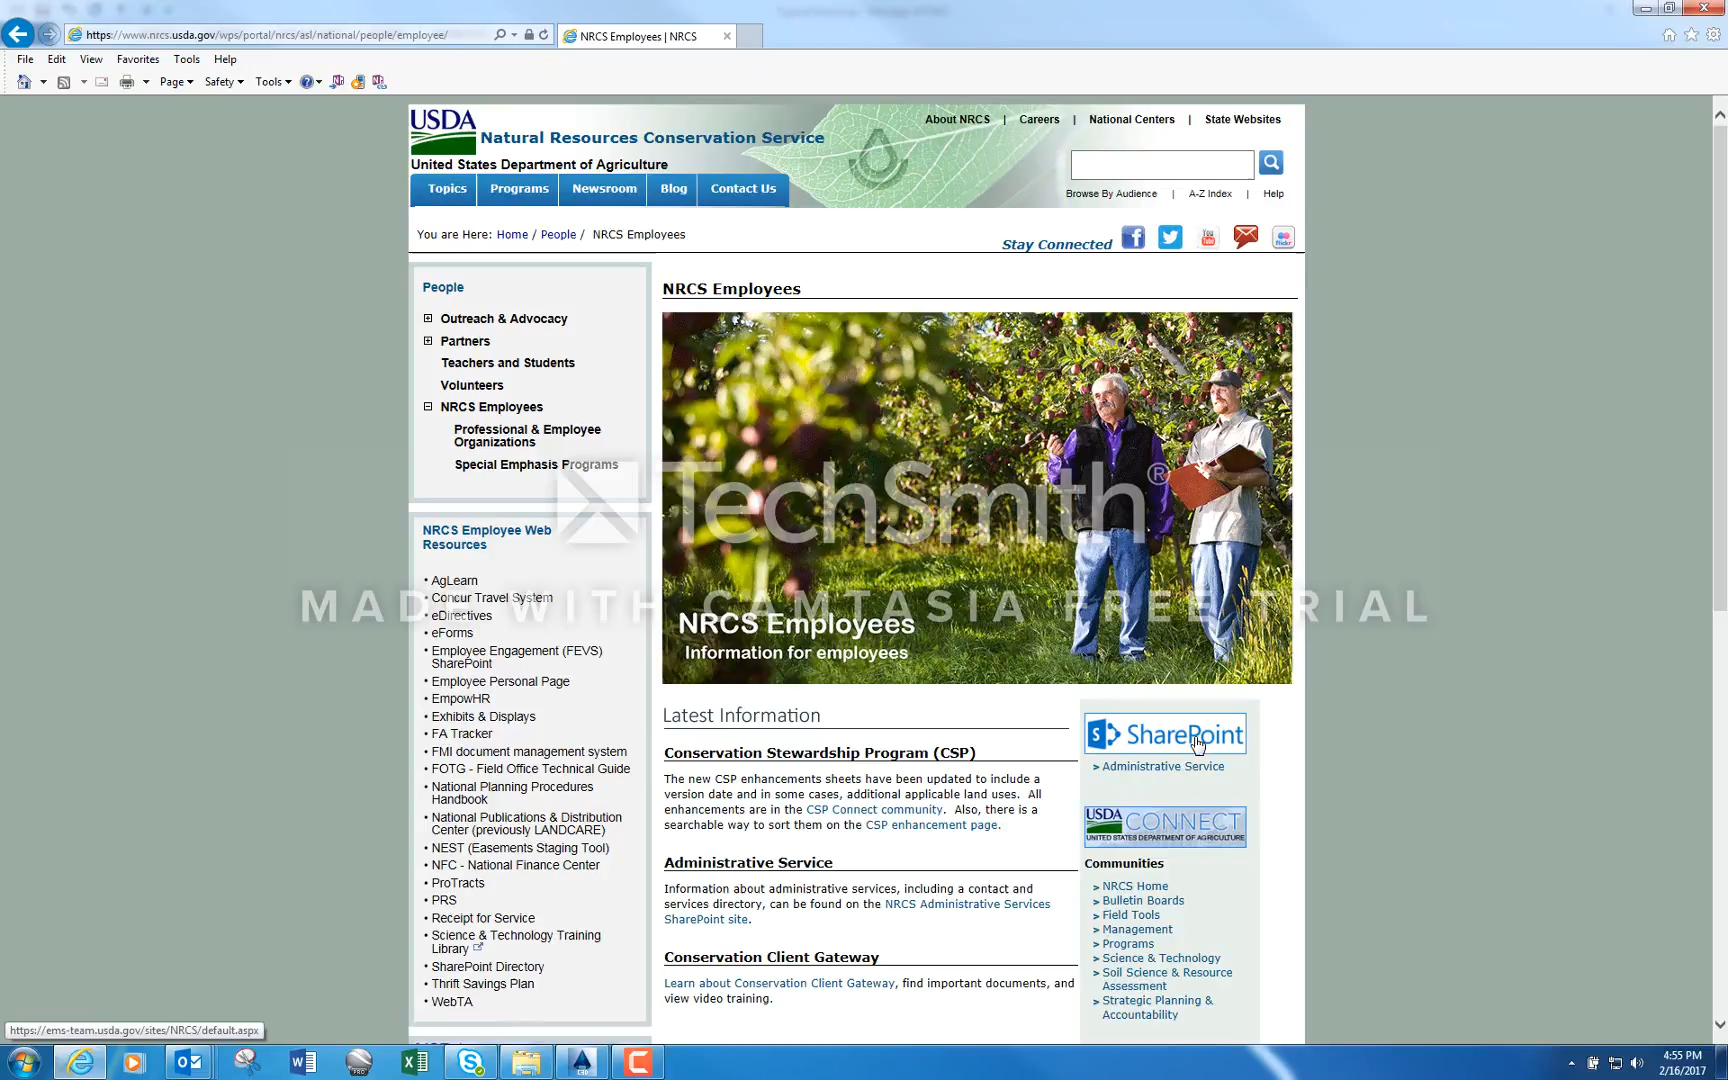 https://www.nrcs.usda.gov/wps/portal/nrcs/asl/national/people/employee/
NRCS Employees | NRCS
File Edit View Favorites Tools Help
Page Safety Tools
USDA
Natural Resources Conservation Service
United States Department of Agriculture
About NRCS | Careers | National Centers | State Websites
Browse By Audience | A-Z Index | Help
Topics Programs Newsroom Blog Contact Us
You are Here: Home / People / NRCS Employees
Stay Connected
You Tube
flickr
People
Outreach & Advocacy
Partners
Teachers and Students
Volunteers
NRCS Employees
Professional & Employee
Organizations
Special Emphasis Programs
NRCS Employee Web
Resources
• AgLearn
• Concur Travel System
• eDirectives
• eForms
• Employee Engagement (FEVS)
SharePoint
• Employee Personal Page
• EmpowHR
• Exhibits & Displays
• FA Tracker
• FMI document management system
• FOTG - Field Office Technical Guide
• National Planning Procedures
Handbook
• National Publications & Distribution
Center (previously LANDCARE)
• NEST (Easements Staging Tool)
• NFC - National Finance Center
• ProTracts
• PRS
• Receipt for Service
• Science & Technology Training
Library
• SharePoint Directory
• Thrift Savings Plan
• WebTA
NRCS Employees
TechSmith®
MADE WITH CAMTASIA FREE TRIAL
NRCS Employees
Information for employees
Latest Information
Conservation Stewardship Program (CSP)
The new CSP enhancements sheets have been updated to include a
version date and in some cases, additional applicable land uses. All
enhancements are in the CSP Connect community. Also, there is a
searchable way to sort them on the CSP enhancement page.
Administrative Service
Information about administrative services, including a contact and
services directory, can be found on the NRCS Administrative Services
SharePoint site.
Conservation Client Gateway
Learn about Conservation Client Gateway, find important documents, and
view video training.
S SharePoint
> Administrative Service
USDA CONNECT
UNITED STATES DEPARTMENT OF AGRICULTURE
Communities
> NRCS Home
> Bulletin Boards
> Field Tools
> Management
> Programs
> Science & Technology
> Soil Science & Resource
Assessment
> Strategic Planning &
Accountability
https://ems-team.usda.gov/sites/NRCS/default.aspx
4:55 PM
2/16/2017